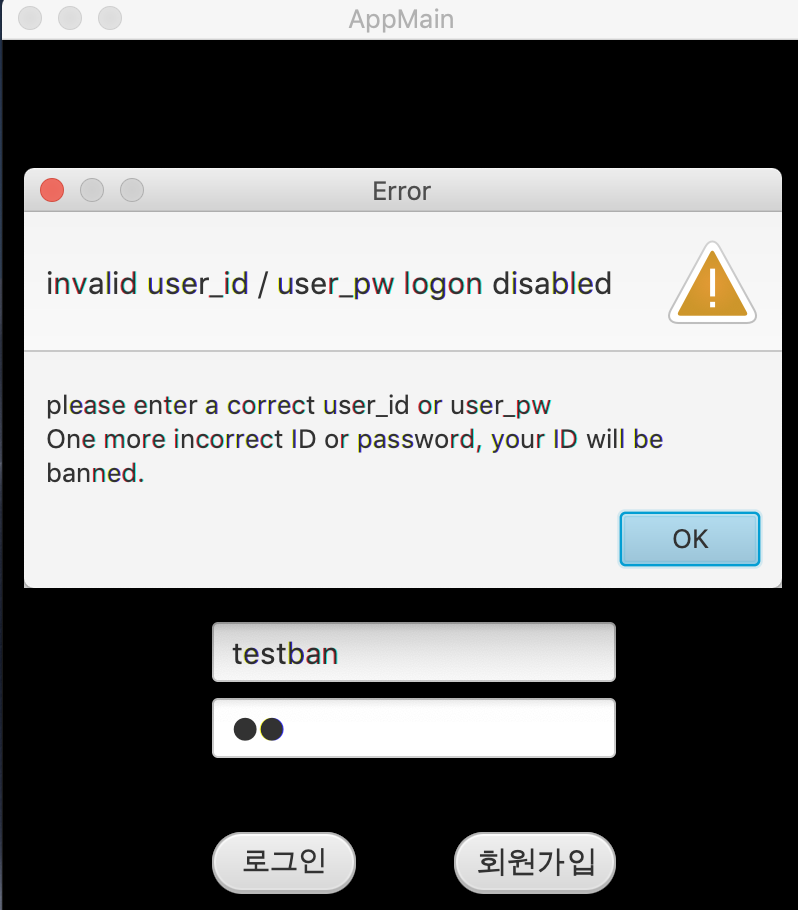 AppMain
Error
invalid user_id / user_pw logon disabled
please enter a correct user_id or user_pw
One more incorrect ID or password, your ID will be
banned.
OK
testban
로그인 회원가입